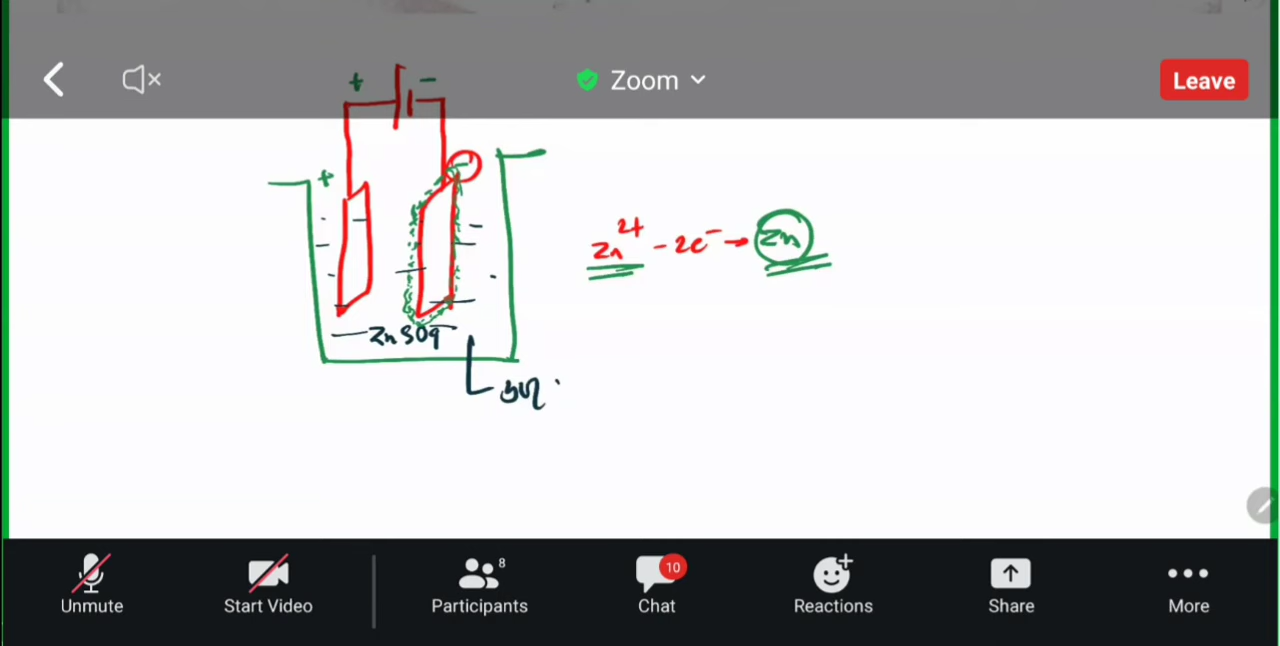 Zoom
Leave
+ −
+ −
Zn²⁺ − 2e⁻ → Zn
ZnSO4
8
10
Unmute
Start Video
Participants
Chat
Reactions
Share
More